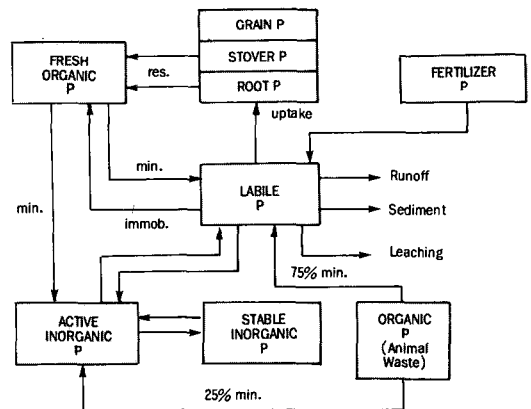 GRAIN P
STOVER P
ROOT P
FRESH
ORGANIC
P
res.
FERTILIZER
P
uptake
min.
LABILE
P
Runoff
Sediment
Leaching
min.
immob.
75% min.
ACTIVE
INORGANIC
P
STABLE
INORGANIC
P
ORGANIC
P
(Animal
Waste)
25% min.